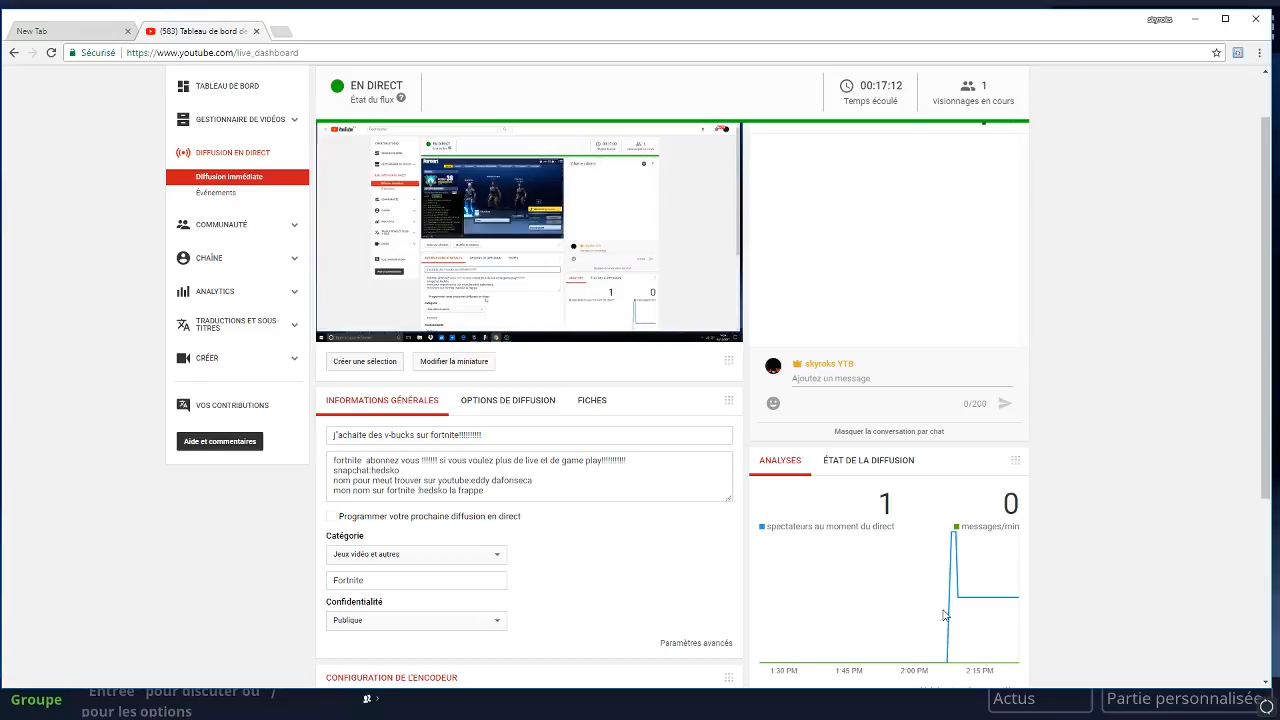 skyroks
New Tab
(583) Tableau de bord de
Sécurisé
https://www.youtube.com/live_dashboard
TABLEAU DE BORD
GESTIONNAIRE DE VIDÉOS
DIFFUSION EN DIRECT
Diffusion immédiate
Événements
COMMUNAUTÉ
CHAÎNE
ANALYTICS
TRADUCTIONS ET SOUS-
TITRES
CRÉER
VOS CONTRIBUTIONS
Aide et commentaires
EN DIRECT
État du flux ?
00:17:12
Temps écoulé
1
visionnages en cours
Créer une sélection
Modifier la miniature
INFORMATIONS GÉNÉRALES
OPTIONS DE DIFFUSION
FICHES
j"achaite des v-bucks sur fortnite!!!!!!!!!!
fortnite abonnez vous !!!!!!! si vous voulez plus de live et de game play!!!!!!!!!!!
snapchat:hedsko
nom pour meut trouver sur youtube:eddy dafonseca
mon nom sur fortnite :hedsko la frappe
Programmer votre prochaine diffusion en direct
Catégorie
Jeux vidéo et autres
Fortnite
Confidentialité
Publique
Paramètres avancés
CONFIGURATION DE L'ENCODEUR
skyroks YTB
Ajoutez un message
0/200
Masquer la conversation par chat
ANALYSES
ÉTAT DE LA DIFFUSION
1
0
spectateurs au moment du direct
messages/min
1:30 PM
1:45 PM
2:00 PM
2:15 PM
Groupe
"Entrée" pour discuter ou "/"
pour les options
Actus
Partie personnalisée